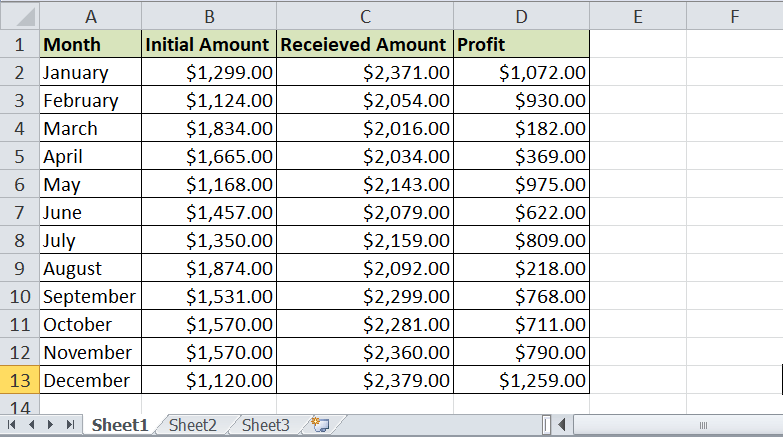 A B C D E F
1 Month Initial Amount Receieved Amount Profit
2 January $1,299.00 $2,371.00 $1,072.00
3 February $1,124.00 $2,054.00 $930.00
4 March $1,834.00 $2,016.00 $182.00
5 April $1,665.00 $2,034.00 $369.00
6 May $1,168.00 $2,143.00 $975.00
7 June $1,457.00 $2,079.00 $622.00
8 July $1,350.00 $2,159.00 $809.00
9 August $1,874.00 $2,092.00 $218.00
10 September $1,531.00 $2,299.00 $768.00
11 October $1,570.00 $2,281.00 $711.00
12 November $1,570.00 $2,360.00 $790.00
13 December $1,120.00 $2,379.00 $1,259.00
14
Sheet1 Sheet2 Sheet3